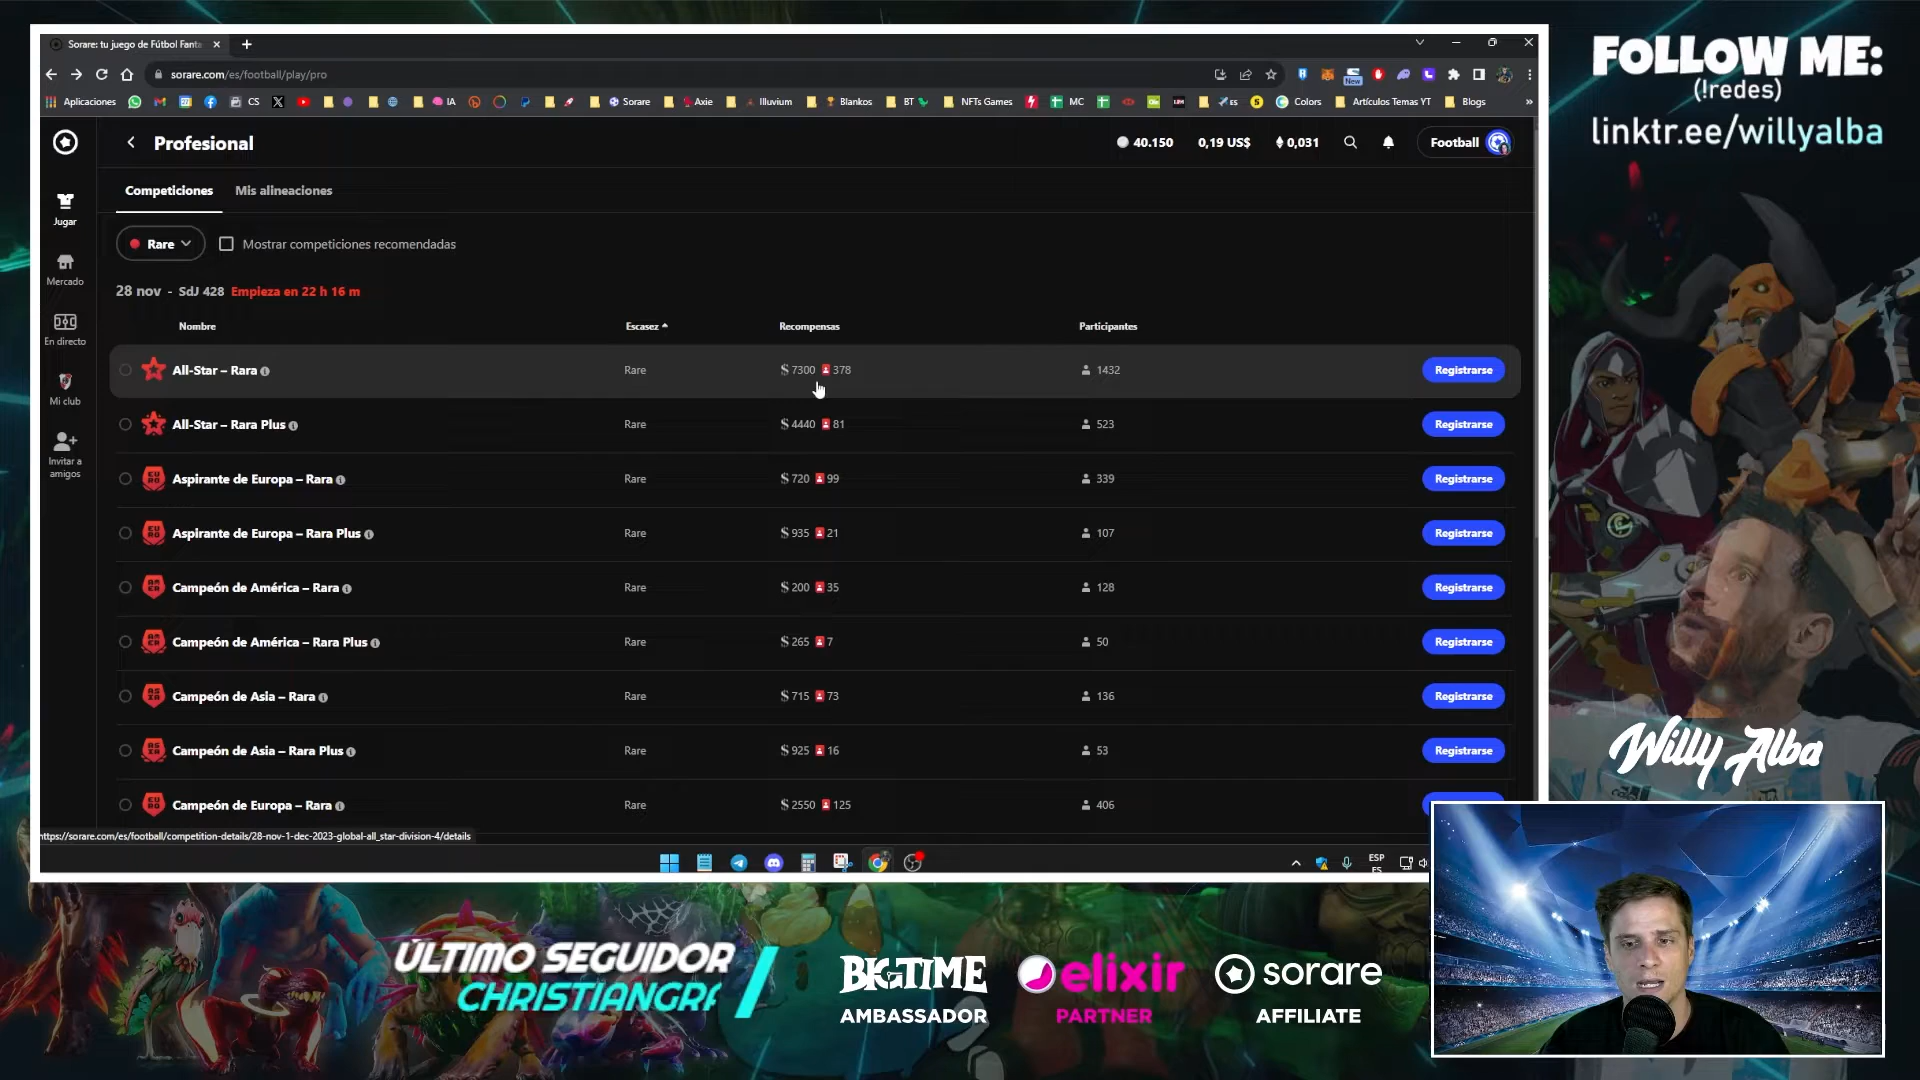 Sorare: tu juego de Fútbol Fanta
sorare.com/es/football/play/pro
New
Aplicaciones CS IA Sorare Axie Illuvium Blankos BT NFTs Games MC ES Colors Artículos Temas YT Blogs
Profesional
40.150 0,19 US$ 0,031 Football
Competiciones Mis alineaciones
Jugar
Mercado
En directo
Mi club
Invitar a
amigos
Rare Mostrar competiciones recomendadas
28 nov - SdJ 428 Empieza en 22 h 16 m
Nombre Escasez Recompensas Participantes
All-Star – Rara Rare $ 7300 378 1432 Registrarse
All-Star – Rara Plus Rare $ 4440 81 523 Registrarse
Aspirante de Europa – Rara Rare $ 720 99 339 Registrarse
Aspirante de Europa – Rara Plus Rare $ 935 21 107 Registrarse
Campeón de América – Rara Rare $ 200 35 128 Registrarse
Campeón de América – Rara Plus Rare $ 265 7 50 Registrarse
Campeón de Asia – Rara Rare $ 715 73 136 Registrarse
Campeón de Asia – Rara Plus Rare $ 925 16 53 Registrarse
Campeón de Europa – Rara Rare $ 2550 125 406
https://sorare.com/es/football/competition-details/28-nov-1-dec-2023-global-all_star-division-4/details
ESP
ES
FOLLOW ME:
(!redes)
linktr.ee/willyalba
Willy Alba
ÚLTIMO SEGUIDOR
CHRISTIANGRA
BIGTIME
AMBASSADOR
elixir
PARTNER
sorare
AFFILIATE